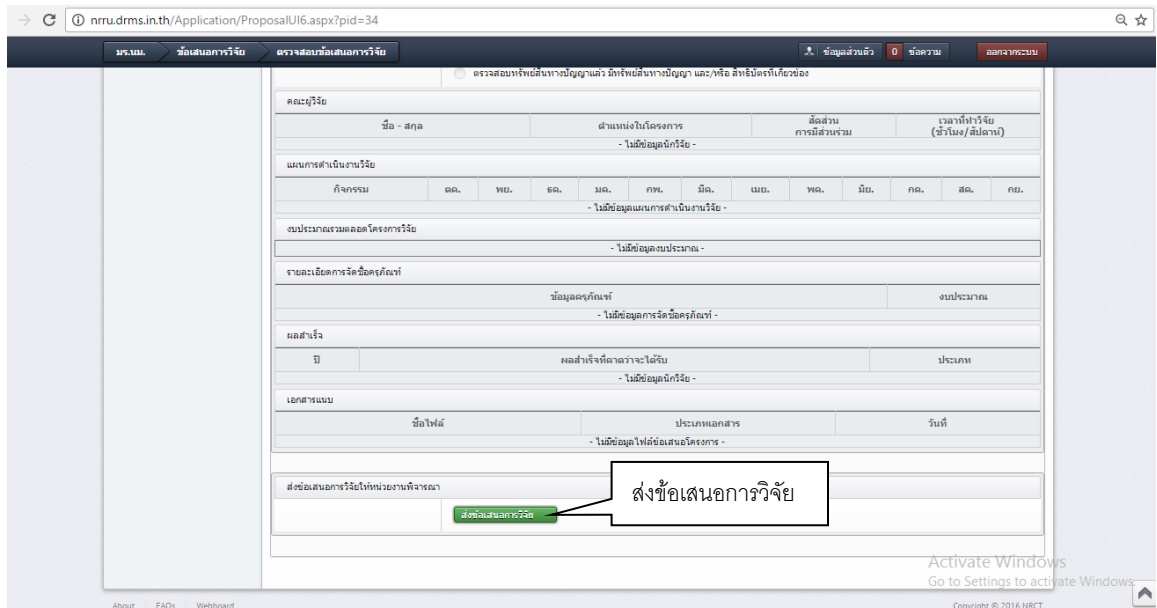 nrru.drms.in.th/Application/ProposalUI6.aspx?pid=34
มร.นม. ข้อเสนอการวิจัย ตรวจสอบข้อเสนอการวิจัย ข้อมูลส่วนตัว 0 ข้อความ ออกจากระบบ
ตรวจสอบทรัพย์สินทางปัญญาแล้ว มีทรัพย์สินทางปัญญา และ/หรือ สิทธิบัตรที่เกี่ยวข้อง
คณะผู้วิจัย
ชื่อ - สกุล ตำแหน่งในโครงการ สัดส่วน การมีส่วนร่วม เวลาที่ทำวิจัย (ชั่วโมง/สัปดาห์)
- ไม่มีข้อมูลนักวิจัย -
แผนการดำเนินงานวิจัย
กิจกรรม ตค. พย. ธค. มค. กพ. มีค. เมย. พค. มิย. กค. สค. กย.
- ไม่มีข้อมูลแผนการดำเนินงานวิจัย -
งบประมาณรวมตลอดโครงการวิจัย
- ไม่มีข้อมูลงบประมาณ -
รายละเอียดการจัดซื้อครุภัณฑ์
ข้อมูลครุภัณฑ์ งบประมาณ
- ไม่มีข้อมูลการจัดซื้อครุภัณฑ์ -
ผลสำเร็จ
ปี ผลสำเร็จที่คาดว่าจะได้รับ ประเภท
- ไม่มีข้อมูลนักวิจัย -
เอกสารแนบ
ชื่อไฟล์ ประเภทเอกสาร วันที่
- ไม่มีข้อมูลไฟล์ข้อเสนอโครงการ -
ส่งข้อเสนอการวิจัยให้หน่วยงานพิจารณา
ส่งข้อเสนอการวิจัย
ส่งข้อเสนอการวิจัย
Activate Windows
Go to Settings to activate Windows.
About FAQs Webboard Copyright © 2016 NRCT